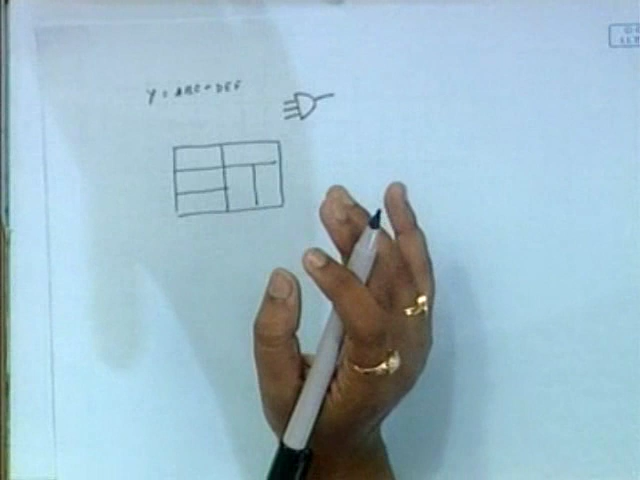 Y = ABC + DEF